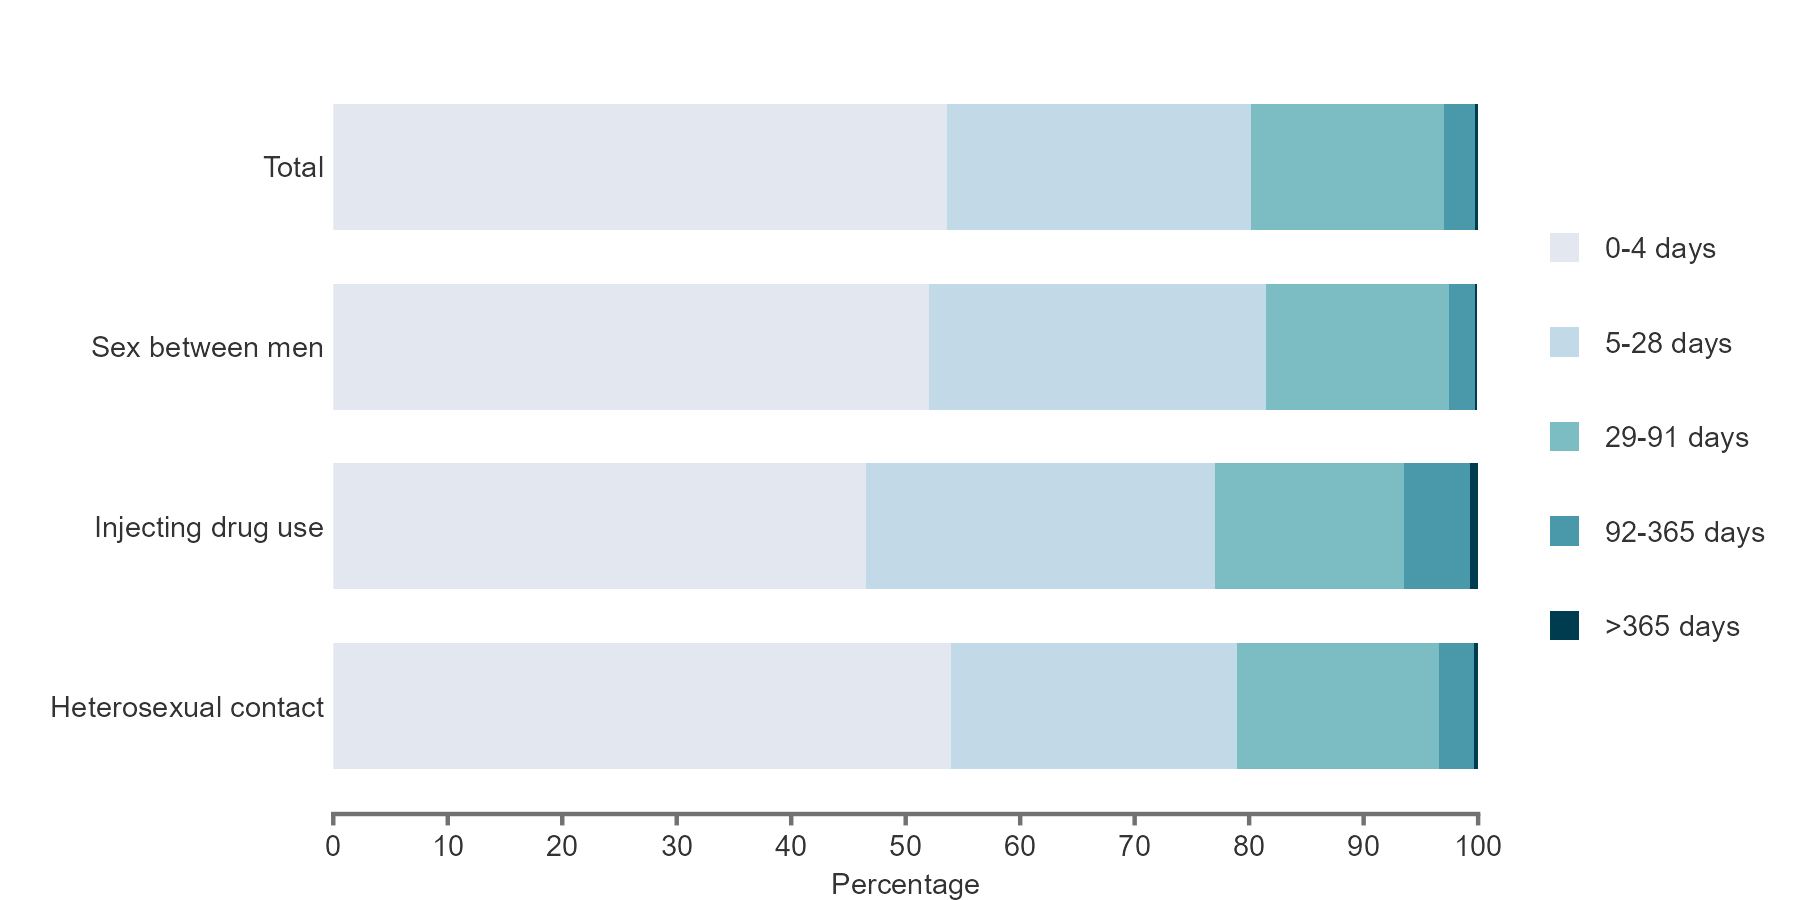 Total
Sex between men
Injecting drug use
Heterosexual contact
0 10 20 30 40 50 60 70 80 90 100
Percentage
0-4 days
5-28 days
29-91 days
92-365 days
>365 days